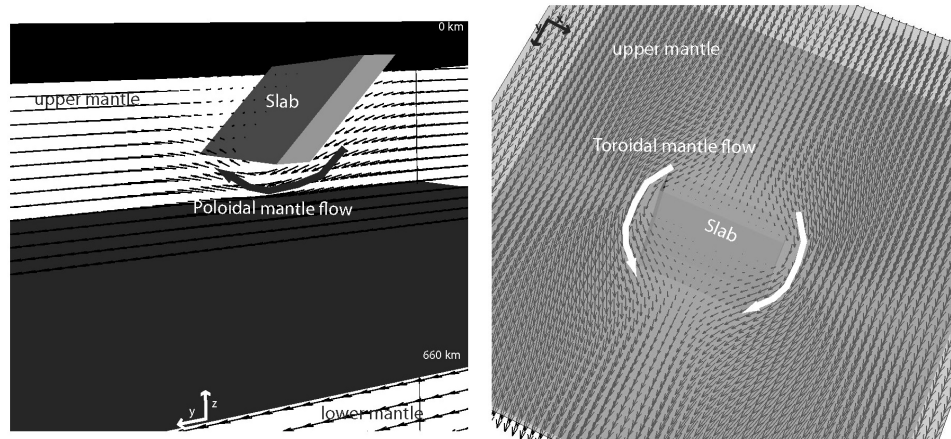 0 km
upper mantle
Slab
Poloidal mantle flow
660 km
y
z
lower mantle
y
x
upper mantle
Toroidal mantle flow
Slab